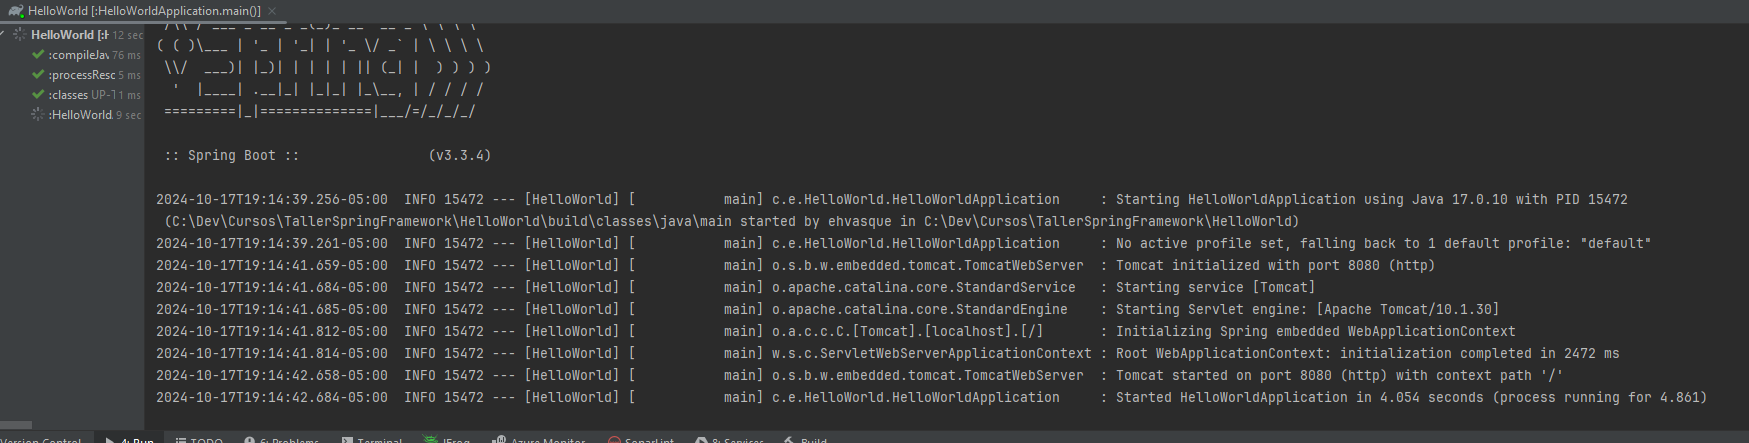 HelloWorld [:HelloWorldApplication.main()]
HelloWorld [:H 12 sec
:compileJav 76 ms
:processResc 5 ms
:classes UP-T 1 ms
:HelloWorld. 9 sec
( ( )\___ | '_ | '_| | '_ \/ _` | \ \ \ \
\\/  ___)| |_)| | | | | || (_| |  ) ) ) )
'  |____| .__|_| |_|_| |_\__, | / / / /
=========|_|==============|___/=/_/_/_/
:: Spring Boot ::                (v3.3.4)
2024-10-17T19:14:39.256-05:00  INFO 15472 --- [HelloWorld] [           main] c.e.HelloWorld.HelloWorldApplication     : Starting HelloWorldApplication using Java 17.0.10 with PID 15472
(C:\Dev\Cursos\TallerSpringFramework\HelloWorld\build\classes\java\main started by ehvasque in C:\Dev\Cursos\TallerSpringFramework\HelloWorld)
2024-10-17T19:14:39.261-05:00  INFO 15472 --- [HelloWorld] [           main] c.e.HelloWorld.HelloWorldApplication     : No active profile set, falling back to 1 default profile: "default"
2024-10-17T19:14:41.659-05:00  INFO 15472 --- [HelloWorld] [           main] o.s.b.w.embedded.tomcat.TomcatWebServer  : Tomcat initialized with port 8080 (http)
2024-10-17T19:14:41.684-05:00  INFO 15472 --- [HelloWorld] [           main] o.apache.catalina.core.StandardService   : Starting service [Tomcat]
2024-10-17T19:14:41.685-05:00  INFO 15472 --- [HelloWorld] [           main] o.apache.catalina.core.StandardEngine    : Starting Servlet engine: [Apache Tomcat/10.1.30]
2024-10-17T19:14:41.812-05:00  INFO 15472 --- [HelloWorld] [           main] o.a.c.c.C.[Tomcat].[localhost].[/]       : Initializing Spring embedded WebApplicationContext
2024-10-17T19:14:41.814-05:00  INFO 15472 --- [HelloWorld] [           main] w.s.c.ServletWebServerApplicationContext : Root WebApplicationContext: initialization completed in 2472 ms
2024-10-17T19:14:42.658-05:00  INFO 15472 --- [HelloWorld] [           main] o.s.b.w.embedded.tomcat.TomcatWebServer  : Tomcat started on port 8080 (http) with context path '/'
2024-10-17T19:14:42.684-05:00  INFO 15472 --- [HelloWorld] [           main] c.e.HelloWorld.HelloWorldApplication     : Started HelloWorldApplication in 4.054 seconds (process running for 4.861)
Version Control 4: Run TODO 6: Problems Terminal JFrog Azure Monitor SonarLint 8: Services Build